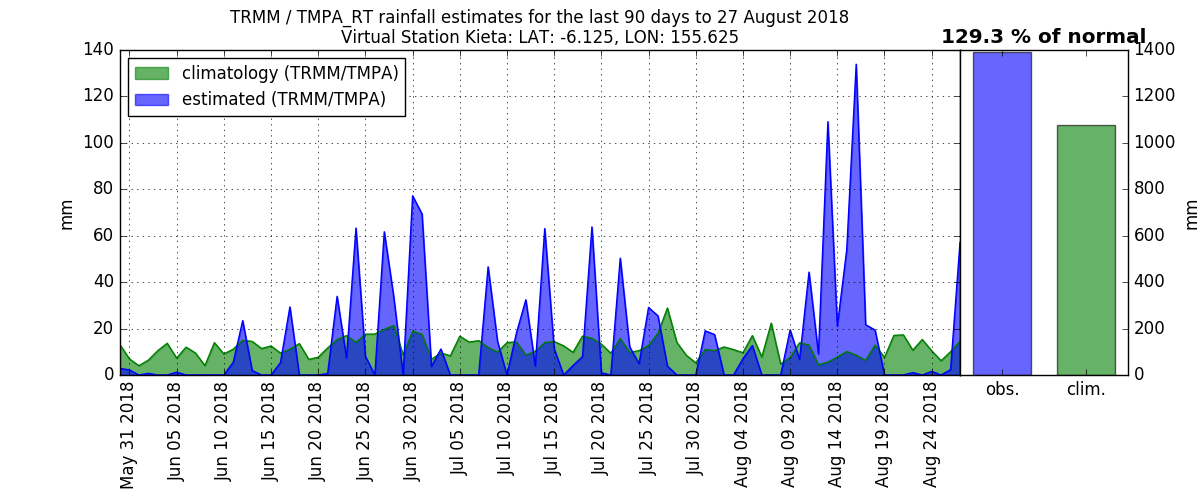 TRMM / TMPA_RT rainfall estimates for the last 90 days to 27 August 2018
Virtual Station Kieta: LAT: -6.125, LON: 155.625
129.3 % of normal
climatology (TRMM/TMPA)
estimated (TRMM/TMPA)
mm
140
120
100
80
60
40
20
0
May 31 2018
Jun 05 2018
Jun 10 2018
Jun 15 2018
Jun 20 2018
Jun 25 2018
Jun 30 2018
Jul 05 2018
Jul 10 2018
Jul 15 2018
Jul 20 2018
Jul 25 2018
Jul 30 2018
Aug 04 2018
Aug 09 2018
Aug 14 2018
Aug 19 2018
Aug 24 2018
obs.
clim.
1400
1200
1000
800
600
400
200
0
mm